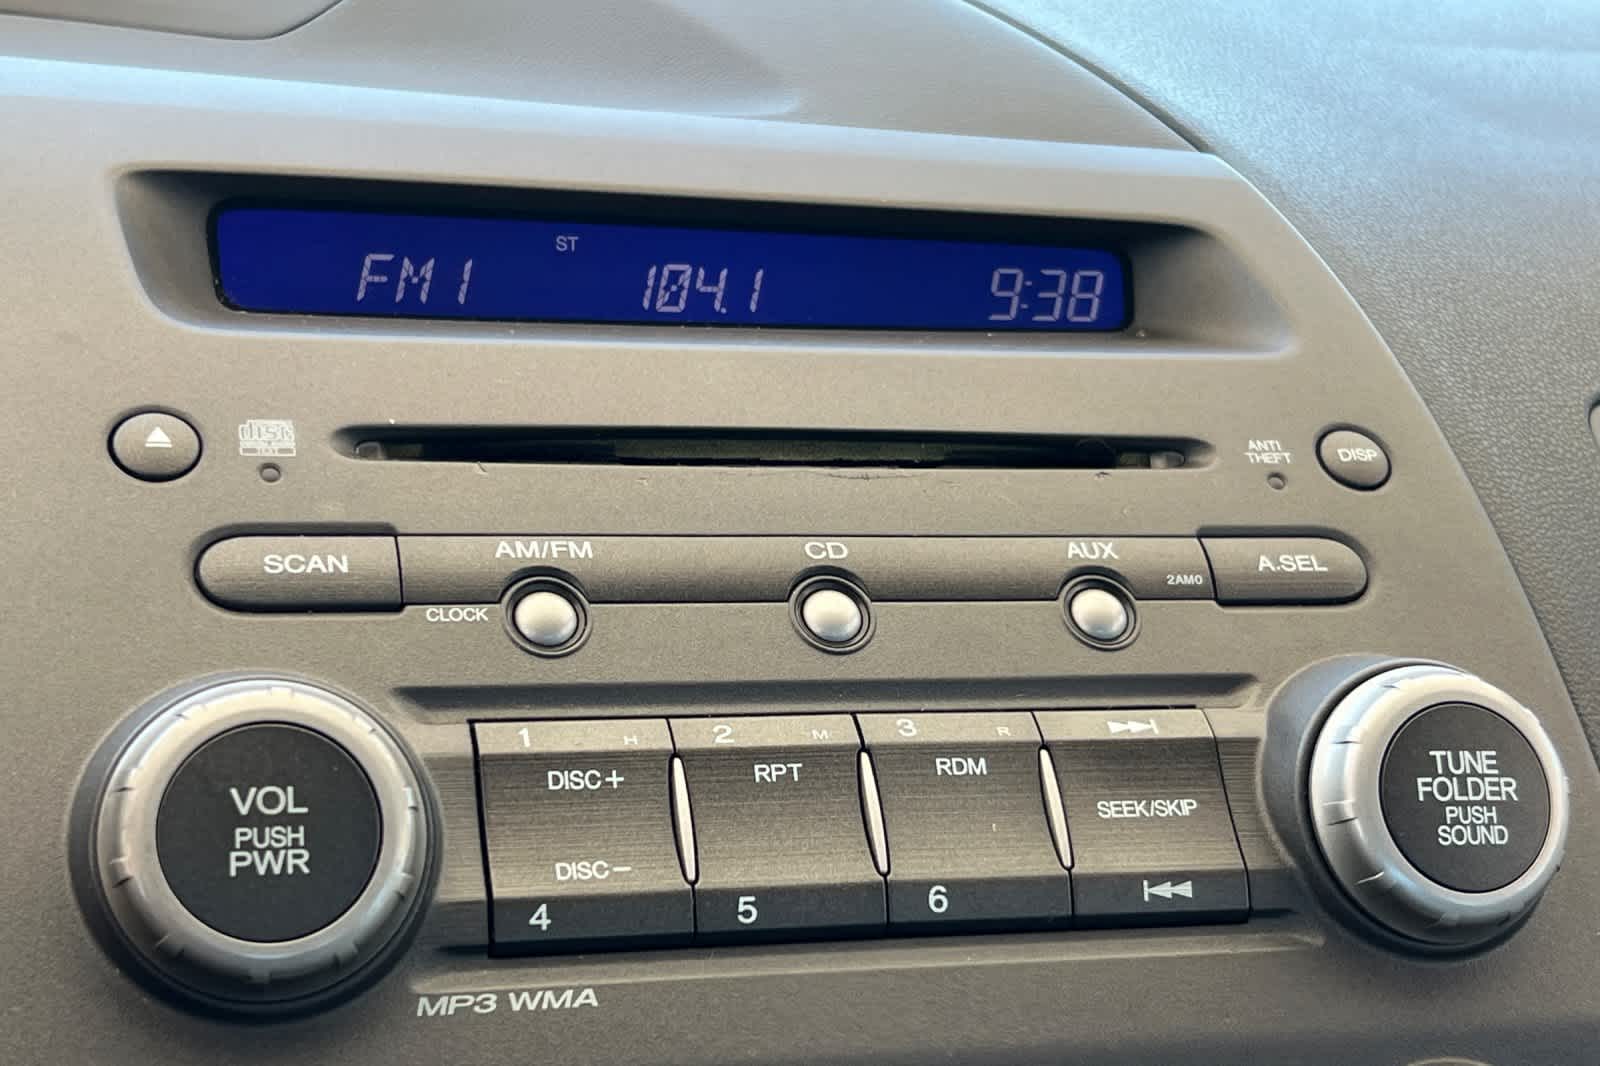 ST
FM1 104.1 9:38
disc
ANTI
THEFT
DISP
SCAN
AM/FM
CD
AUX
2AM0
A.SEL
CLOCK
1 H
2 M
3 R
DISC+
RPT
RDM
SEEK/SKIP
DISC-
4
5
6
VOL
PUSH
PWR
TUNE
FOLDER
PUSH
SOUND
MP3 WMA